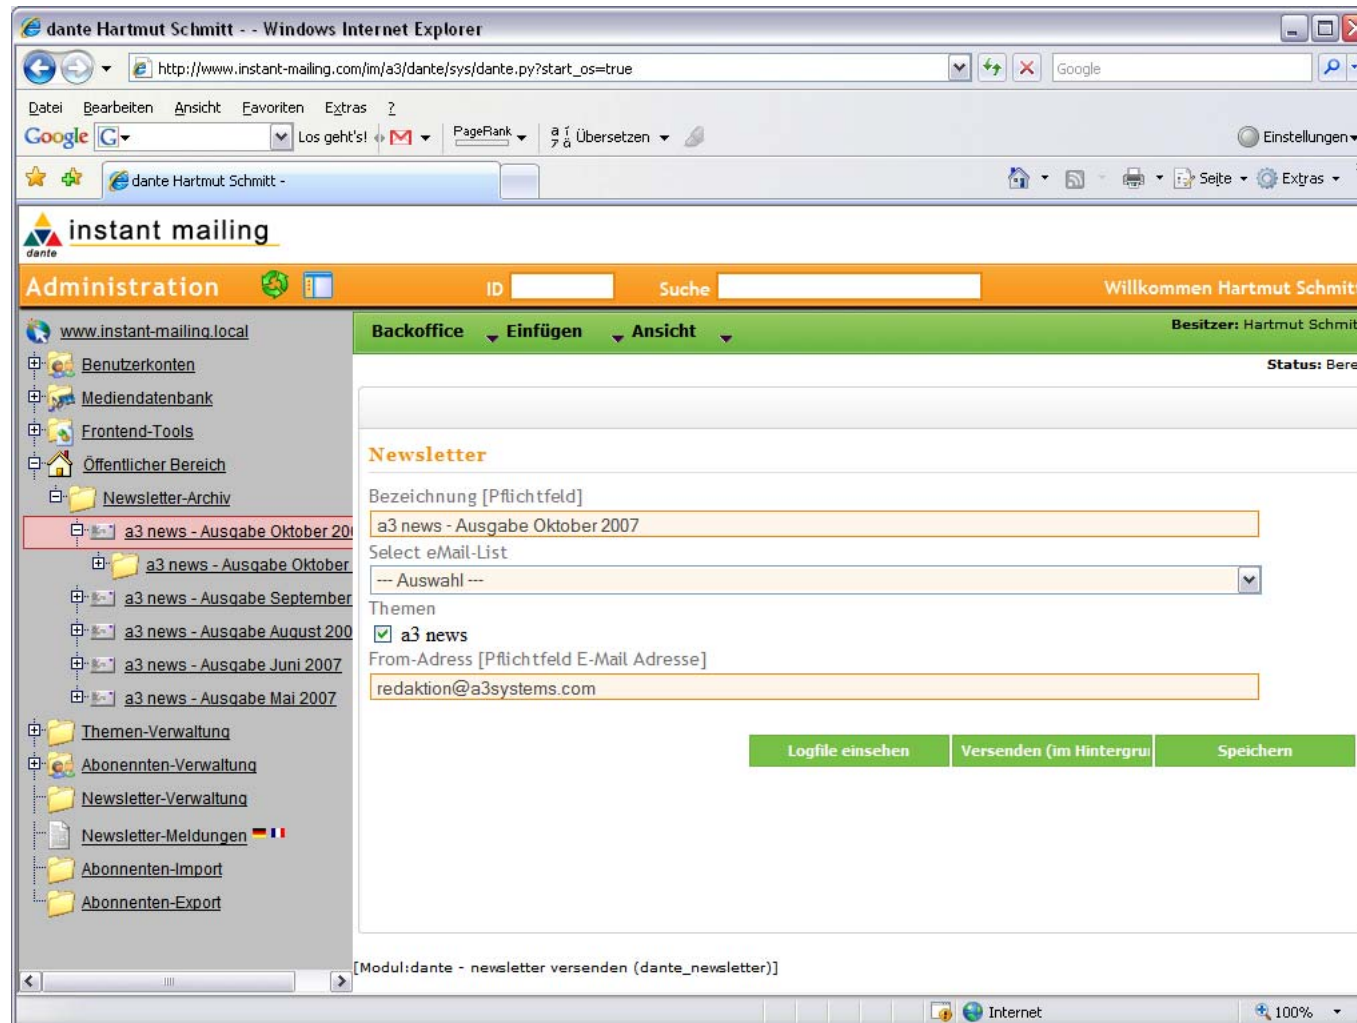 dante Hartmut Schmitt - - Windows Internet Explorer
http://www.instant-mailing.com/im/a3/dante/sys/dante.py?start_os=true
Google
Datei Bearbeiten Ansicht Favoriten Extras ?
Google G Los geht's! PageRank Übersetzen Einstellungen
dante Hartmut Schmitt - Seite Extras
instant mailing
dante
Administration ID Suche Willkommen Hartmut Schmitt
www.instant-mailing.local
Benutzerkonten
Mediendatenbank
Frontend-Tools
Öffentlicher Bereich
Newsletter-Archiv
a3 news - Ausgabe Oktober 20
a3 news - Ausgabe Oktober
a3 news - Ausgabe September
a3 news - Ausgabe August 200
a3 news - Ausgabe Juni 2007
a3 news - Ausgabe Mai 2007
Themen-Verwaltung
Abonennten-Verwaltung
Newsletter-Verwaltung
Newsletter-Meldungen
Abonnenten-Import
Abonnenten-Export
Backoffice Einfügen Ansicht
Besitzer: Hartmut Schmit
Status: Bere
Newsletter
Bezeichnung [Pflichtfeld]
a3 news - Ausgabe Oktober 2007
Select eMail-List
--- Auswahl ---
Themen
a3 news
From-Adress [Pflichtfeld E-Mail Adresse]
redaktion@a3systems.com
Logfile einsehen Versenden (im Hintergru Speichern
[Modul:dante - newsletter versenden (dante_newsletter)]
Internet 100%